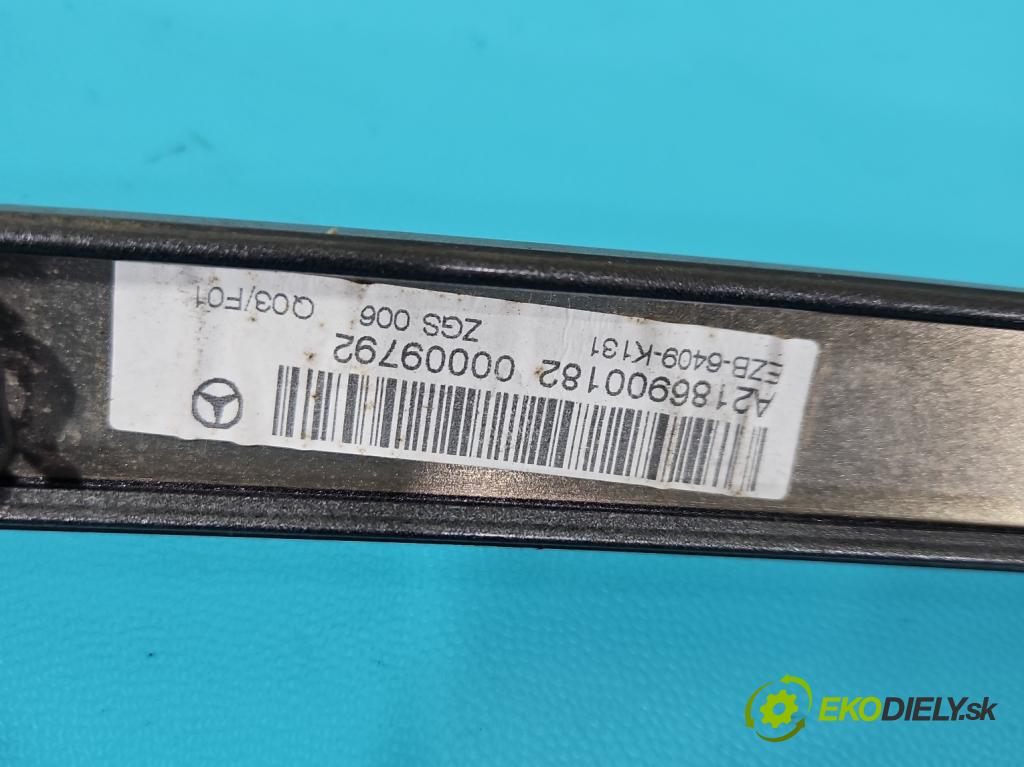 A2186900182 00009792
EZB-6409-K131 ZGS 006 Q03/F01
EKODIELY.sk